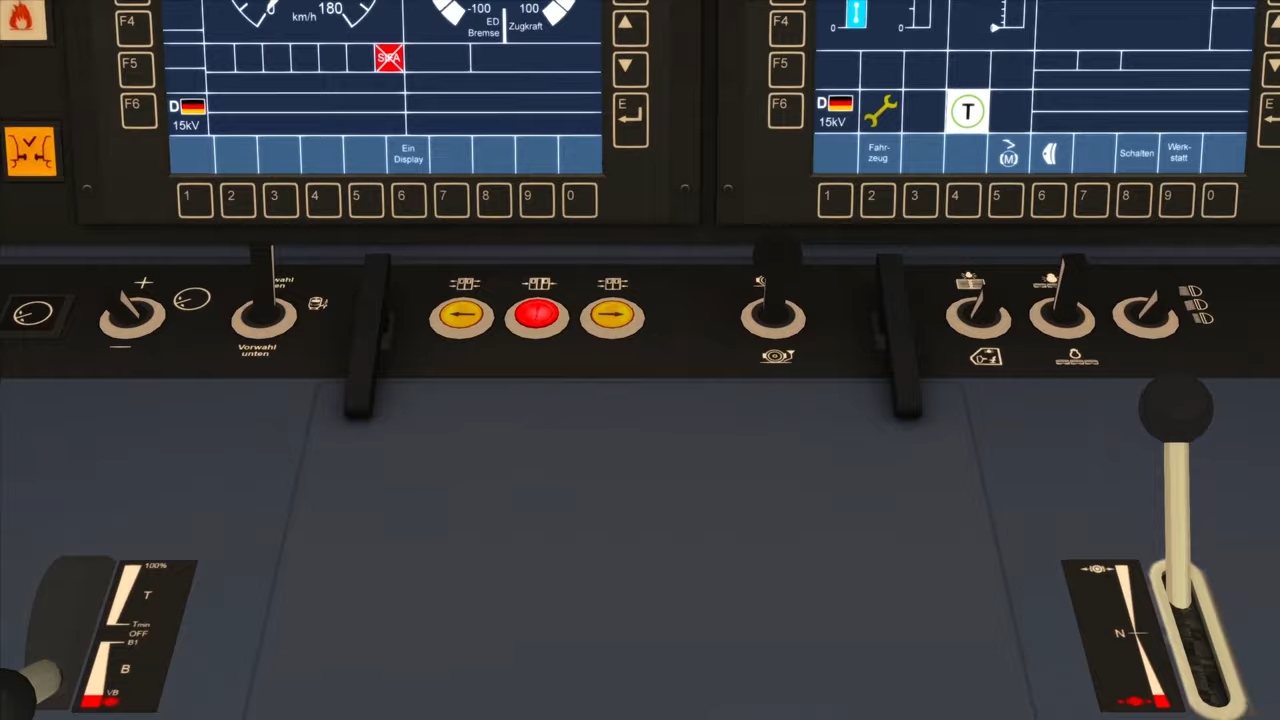 0 km/h 180
-100 100
ED Zugkraft
Bremse
F4
F5
F6
SIFA
E
D
15kV
Ein
Display
1 2 3 4 5 6 7 8 9 0
F4
F5
F6
0 0
E
D
15kV
T
Fahr-
zeug
M
Schalten
Werk-
statt
1 2 3 4 5 6 7 8 9 0
+
Vorwahl
unten
100%
T
Tmin
OFF
B1
B
VB
N